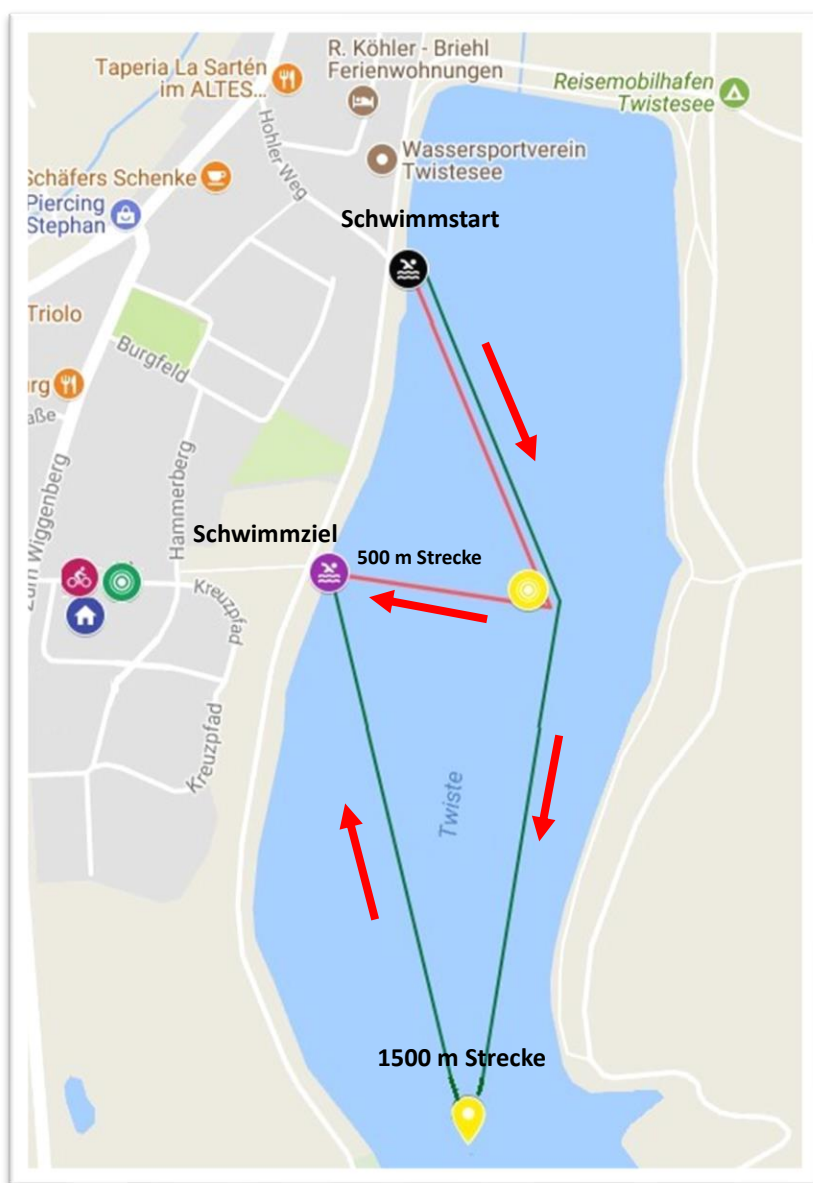 R. Köhler - Briehl
Ferienwohnungen
Taperia La Sartén
im ALTES...
Reisemobilhafen
Twistesee
Hohler Weg
Wassersportverein
Twistesee
Schäfers Schenke
Piercing
Stephan
Schwimmstart
Triolo
Burgfeld
urg
aße
Zum Wiggenberg
Hammerberg
Schwimmziel
500 m Strecke
Kreuzpfad
Kreuzpfad
Twiste
1500 m Strecke